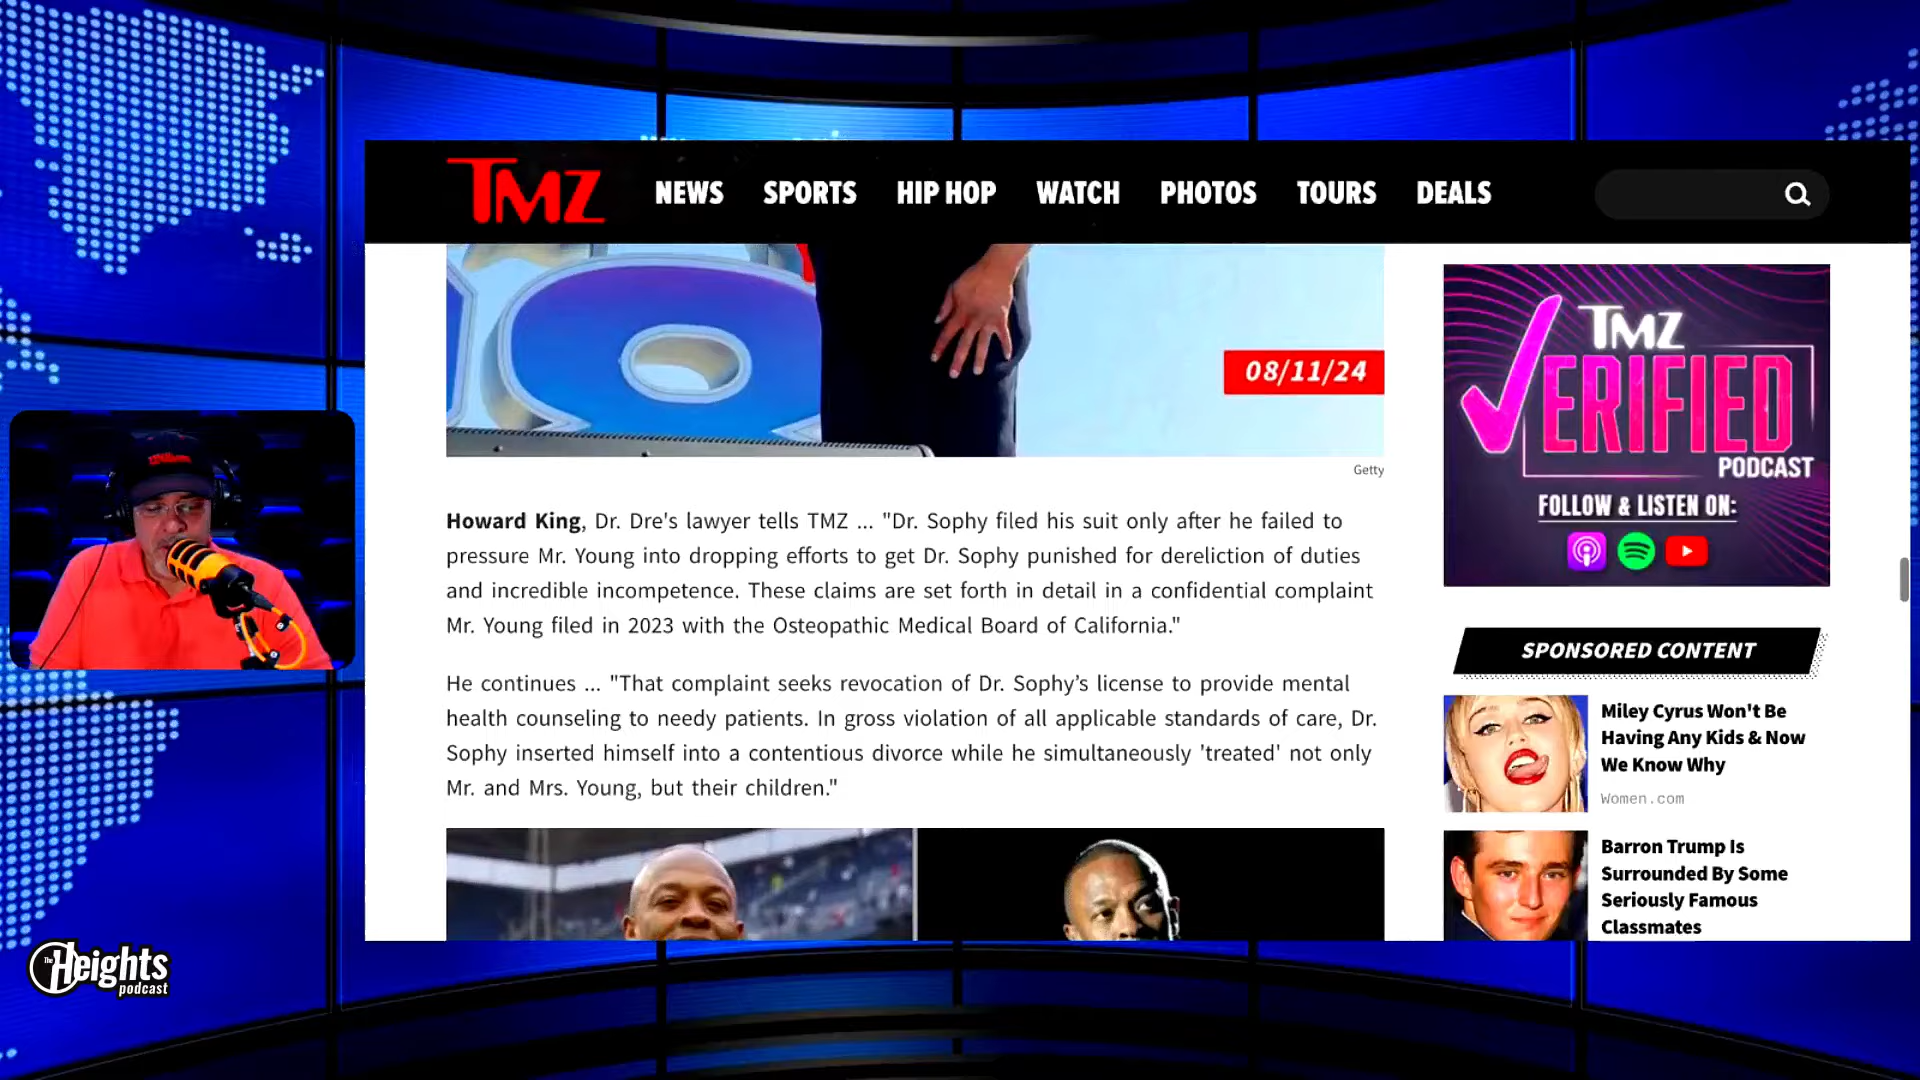 TMZ NEWS SPORTS HIP HOP WATCH PHOTOS TOURS DEALS
08/11/24
Getty
Howard King, Dr. Dre's lawyer tells TMZ ... "Dr. Sophy filed his suit only after he failed to
pressure Mr. Young into dropping efforts to get Dr. Sophy punished for dereliction of duties
and incredible incompetence. These claims are set forth in detail in a confidential complaint
Mr. Young filed in 2023 with the Osteopathic Medical Board of California."
He continues ... "That complaint seeks revocation of Dr. Sophy’s license to provide mental
health counseling to needy patients. In gross violation of all applicable standards of care, Dr.
Sophy inserted himself into a contentious divorce while he simultaneously 'treated' not only
Mr. and Mrs. Young, but their children."
TMZ
VERIFIED
PODCAST
FOLLOW & LISTEN ON:
SPONSORED CONTENT
Miley Cyrus Won't Be
Having Any Kids & Now
We Know Why
Women.com
Barron Trump Is
Surrounded By Some
Seriously Famous
Classmates
The Heights
podcast